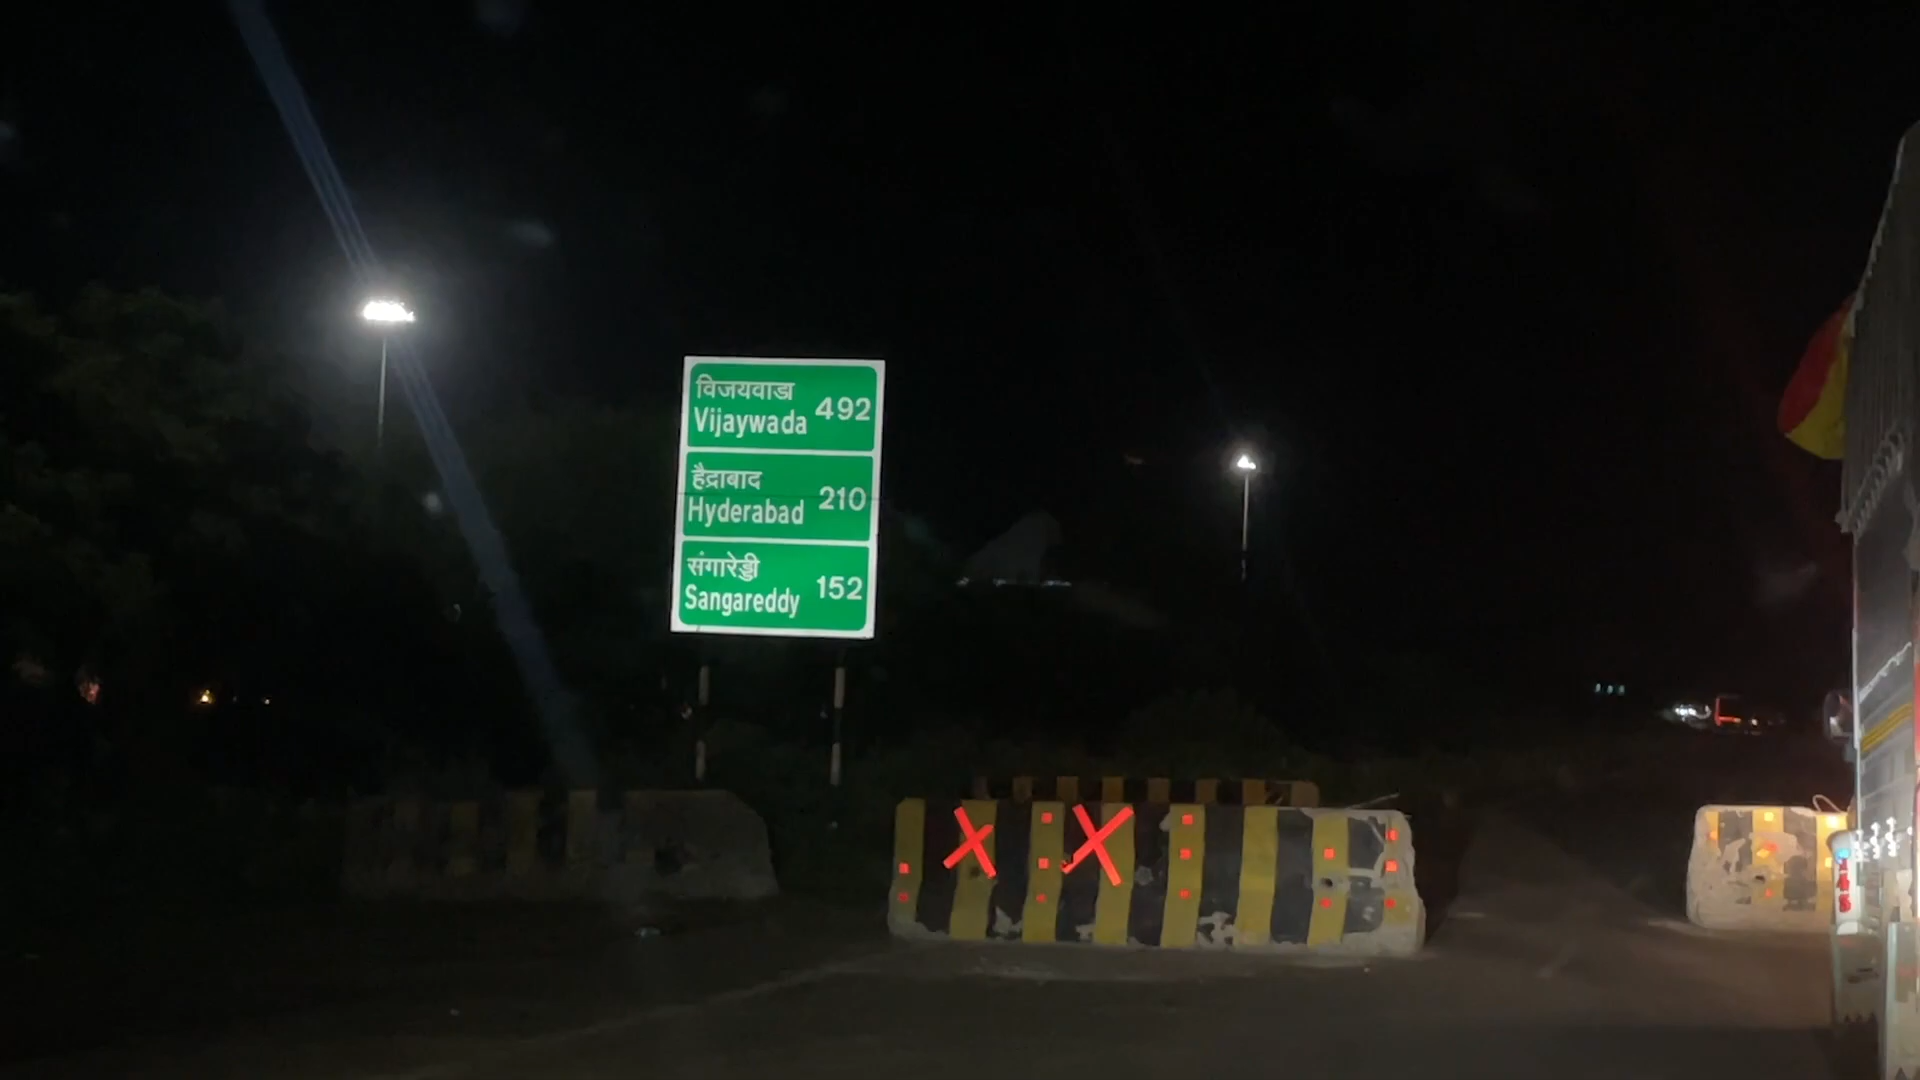 विजयवाडा
Vijaywada 492
हैद्राबाद
Hyderabad 210
संगारेड्डी
Sangareddy 152